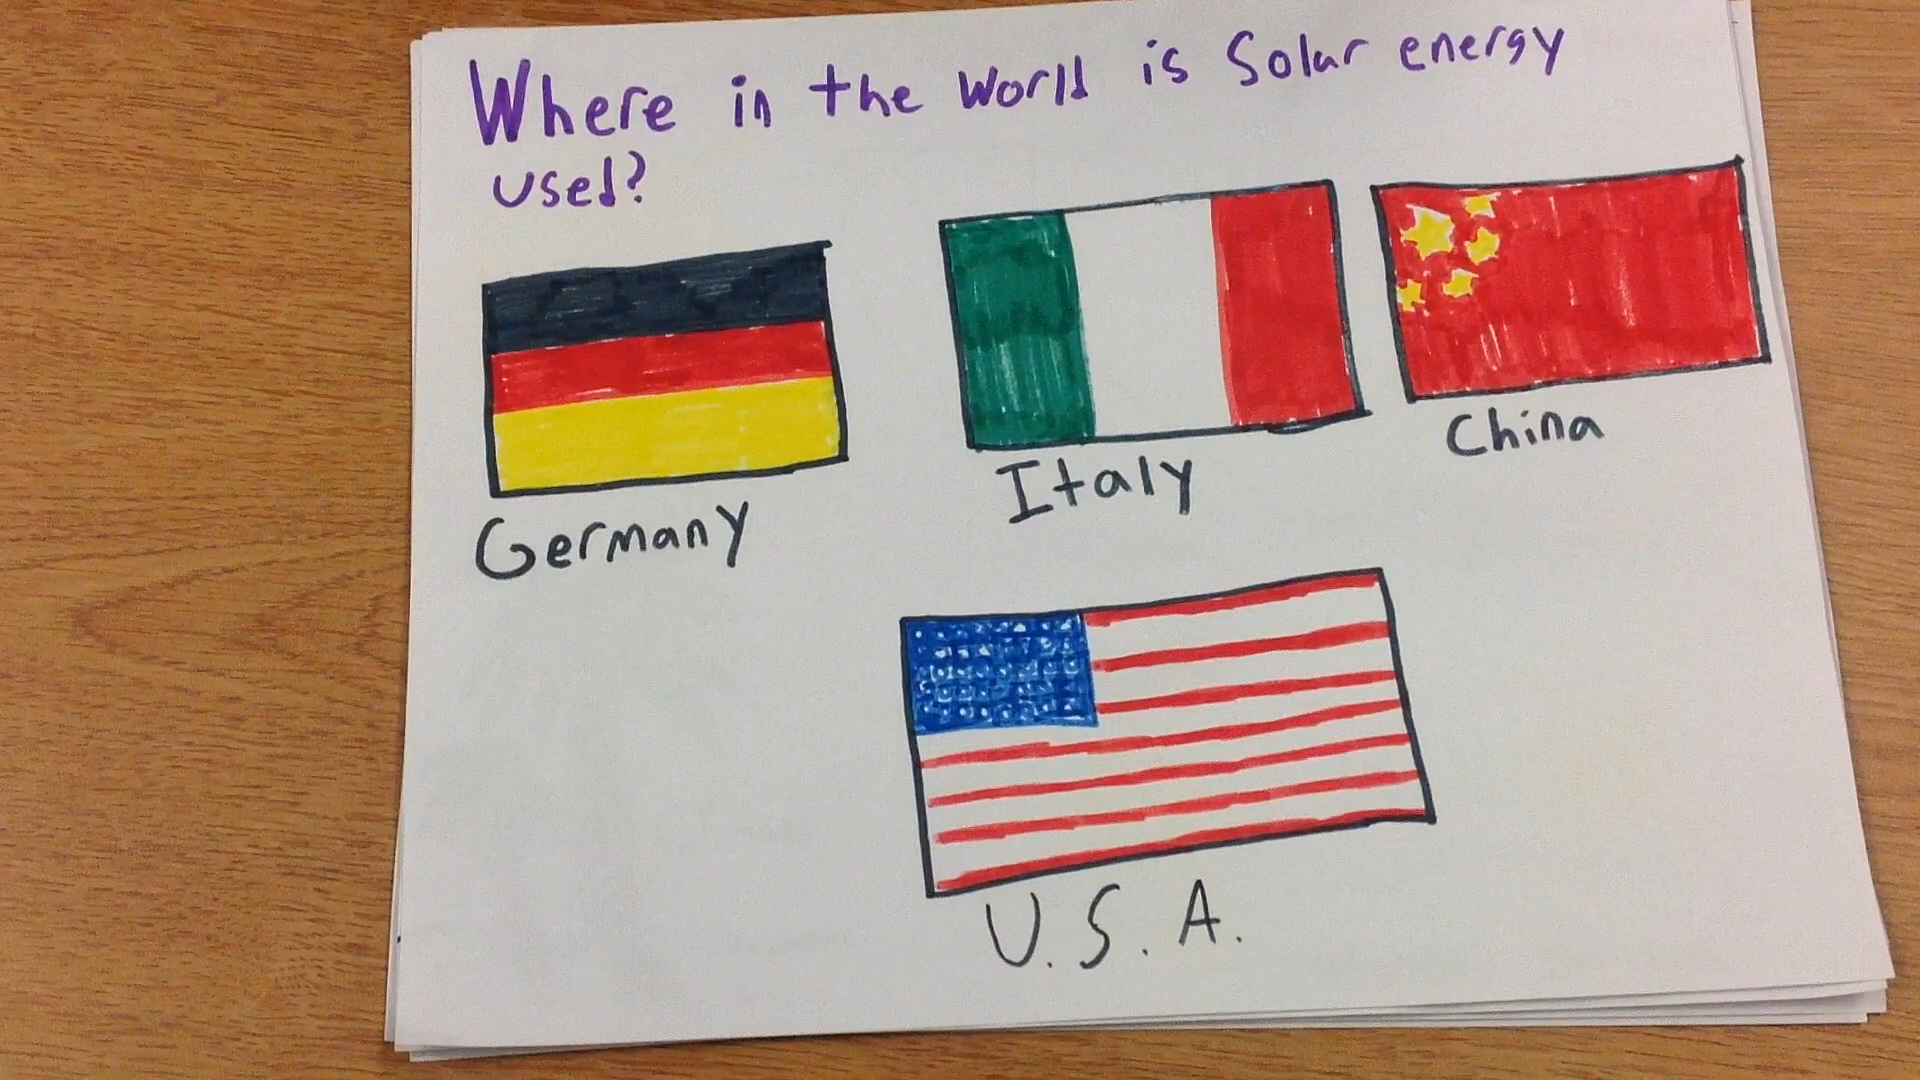 Where in the World is Solar energy
used?
Germany
Italy
China
U.S.A.